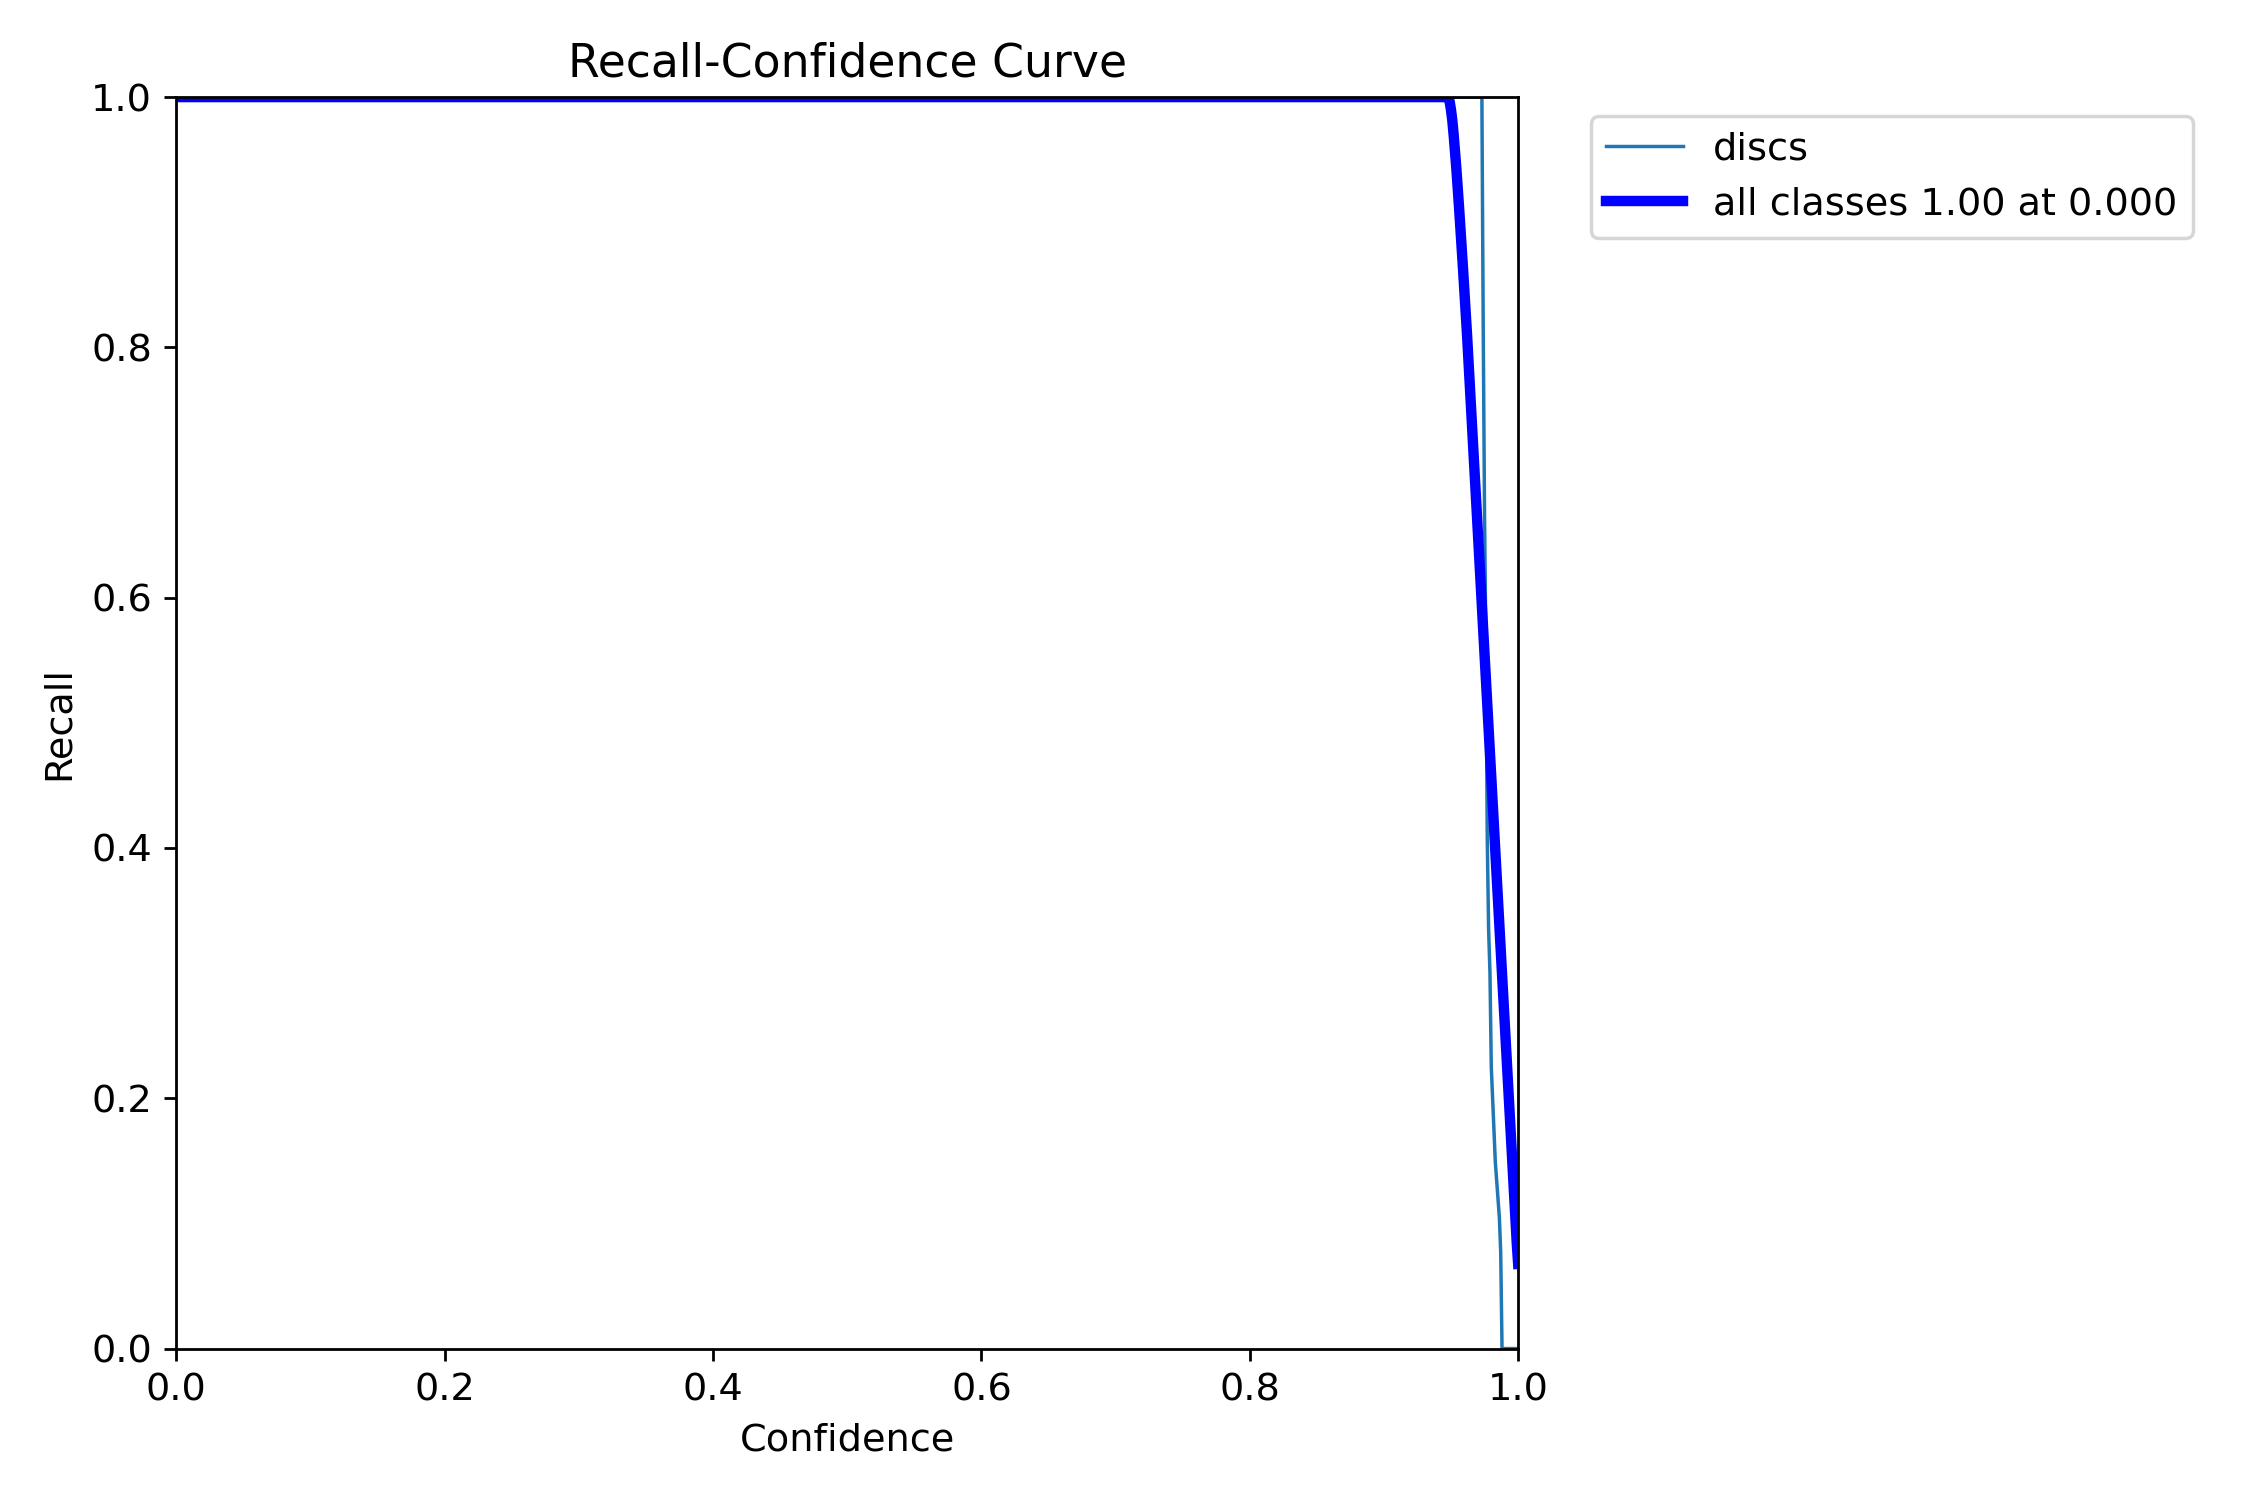 Recall-Confidence Curve
discs
all classes 1.00 at 0.000
1.0
0.8
0.6
0.4
0.2
0.0
Recall
0.0 0.2 0.4 0.6 0.8 1.0
Confidence